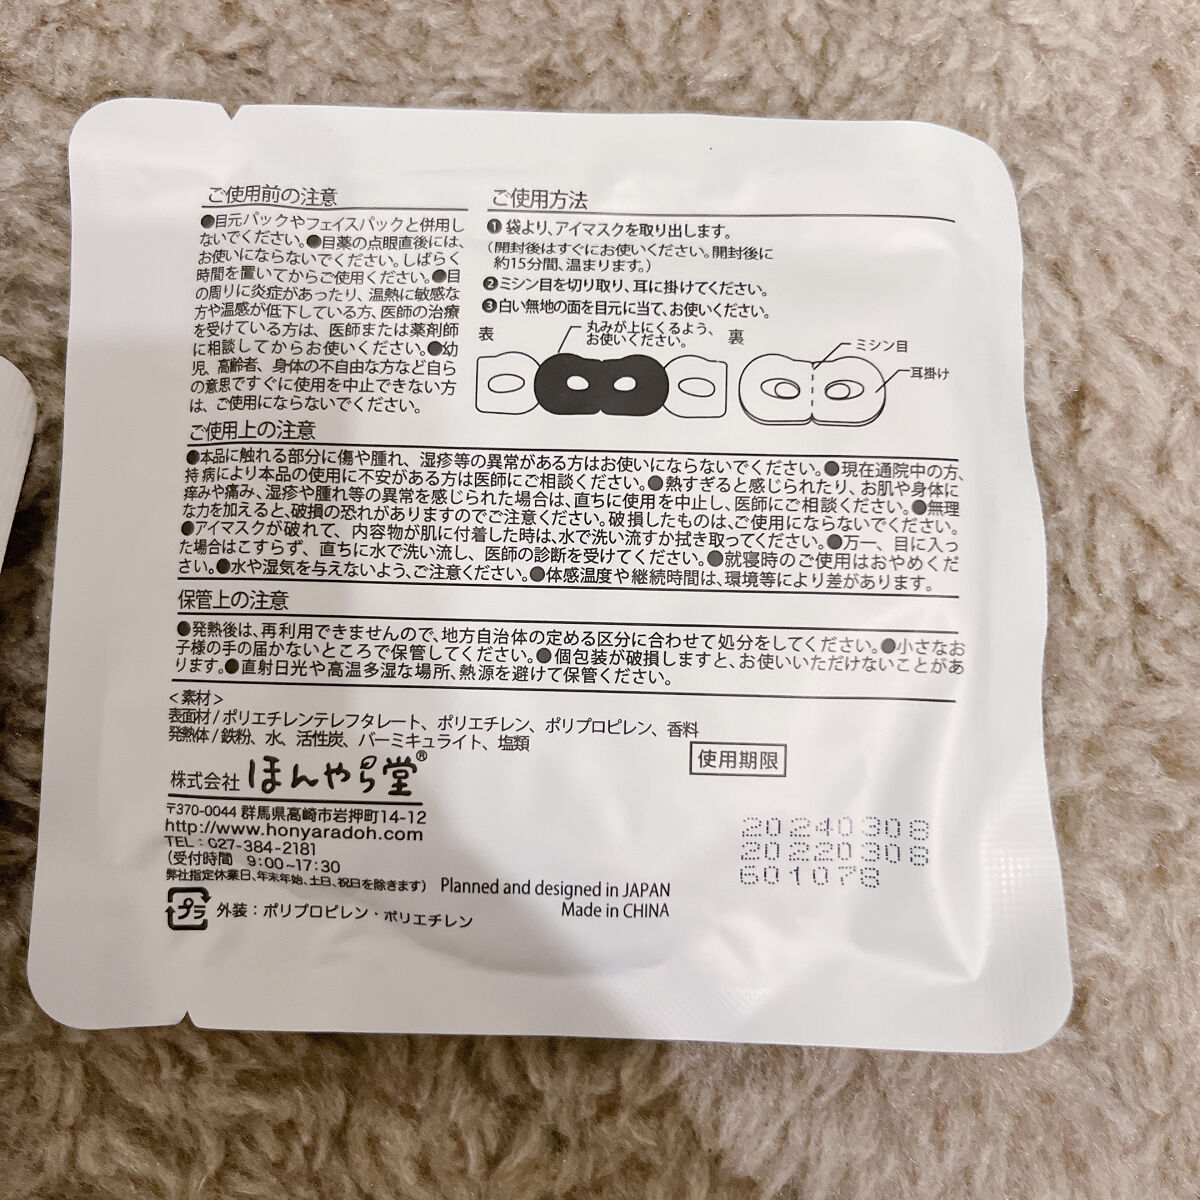 ご使用前の注意
●目元パックやフェイスパックと併用し
ないでください。●目薬の点眼直後には、
お使いにならないでください。しばらく
時間を置いてからご使用ください。●目
の周りに炎症があったり、温熱に敏感な
方や温感が低下している方、医師の治療
を受けている方は、医師または薬剤師
に相談してからお使いください。●幼
児、高齢者、身体の不自由な方など自ら
の意思ですぐに使用を中止できない方
は、ご使用にならないでください。
ご使用方法
❶袋より、アイマスクを取り出します。
(開封後はすぐにお使いください。開封後に
約15分間、温まります。)
❷ミシン目を切り取り、耳に掛けてください。
❸白い無地の面を目元に当て、お使いください。
表
丸みが上にくるよう、
お使いください。
裏
ミシン目
耳掛け
ご使用上の注意
●本品に触れる部分に傷や腫れ、湿疹等の異常がある方はお使いにならないでください。●現在通院中の方、
持病により本品の使用に不安がある方は医師にご相談ください。●熱すぎると感じられたり、お肌や身体に
痒みや痛み、湿疹や腫れ等の異常を感じられた場合は、直ちに使用を中止し、医師にご相談ください。●無理
な力を加えると、破損の恐れがありますのでご注意ください。破損したものは、ご使用にならないでください。
●アイマスクが破れて、内容物が肌に付着した時は、水で洗い流すか拭き取ってください。●万一、目に入っ
た場合はこすらず、直ちに水で洗い流し、医師の診断を受けてください。●就寝時のご使用はおやめくだ
さい。●水や湿気を与えないよう、ご注意ください。●体感温度や継続時間は、環境等により差があります。
保管上の注意
●発熱後は、再利用できませんので、地方自治体の定める区分に合わせて処分をしてください。●小さなお
子様の手の届かないところで保管してください。●個包装が破損しますと、お使いいただけないことがあ
ります。●直射日光や高温多湿な場所、熱源を避けて保管ください。
<素材>
表面材/ポリエチレンテレフタレート、ポリエチレン、ポリプロピレン、香料
発熱体/鉄粉、水、活性炭、バーミキュライト、塩類
使用期限
株式会社 ほんやら堂®
〒370-0044 群馬県高崎市岩押町14-12
http://www.honyaradoh.com
TEL:027-384-2181
(受付時間 9:00~17:30
弊社指定休業日、年末年始、土日、祝日を除きます)
20240308
20220308
601078
Planned and designed in JAPAN
Made in CHINA
プラ 外装:ポリプロピレン・ポリエチレン